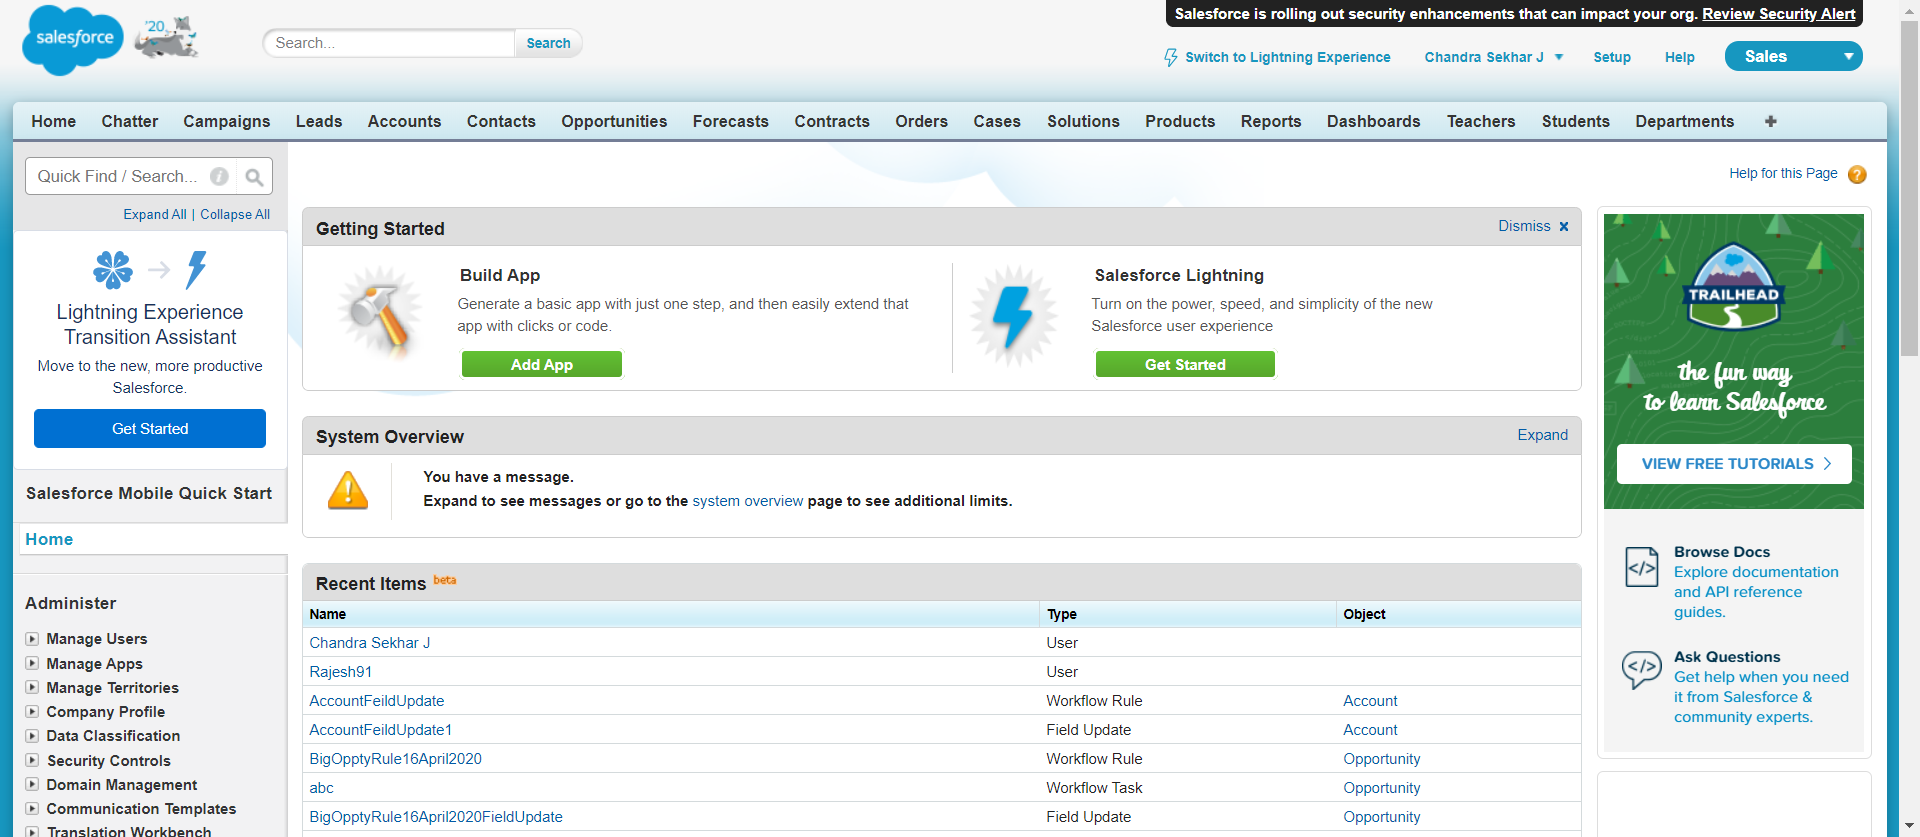 Salesforce is rolling out security enhancements that can impact your org. Review Security Alert
salesforce
'20
Search...
Search
Switch to Lightning Experience
Chandra Sekhar J
Setup
Help
Sales
Home
Chatter
Campaigns
Leads
Accounts
Contacts
Opportunities
Forecasts
Contracts
Orders
Cases
Solutions
Products
Reports
Dashboards
Teachers
Students
Departments
Quick Find / Search...
Expand All | Collapse All
Lightning Experience
Transition Assistant
Move to the new, more productive
Salesforce.
Get Started
Salesforce Mobile Quick Start
Home
Administer
Manage Users
Manage Apps
Manage Territories
Company Profile
Data Classification
Security Controls
Domain Management
Communication Templates
Translation Workbench
Help for this Page ?
Getting Started
Dismiss
Build App
Generate a basic app with just one step, and then easily extend that
app with clicks or code.
Add App
Salesforce Lightning
Turn on the power, speed, and simplicity of the new
Salesforce user experience
Get Started
System Overview
Expand
You have a message.
Expand to see messages or go to the system overview page to see additional limits.
Recent Items beta
Name Type Object
Chandra Sekhar J User
Rajesh91 User
AccountFeildUpdate Workflow Rule Account
AccountFeildUpdate1 Field Update Account
BigOpptyRule16April2020 Workflow Rule Opportunity
abc Workflow Task Opportunity
BigOpptyRule16April2020FieldUpdate Field Update Opportunity
TRAILHEAD
the fun way
to learn Salesforce
VIEW FREE TUTORIALS
Browse Docs
Explore documentation
and API reference
guides.
Ask Questions
Get help when you need
it from Salesforce &
community experts.